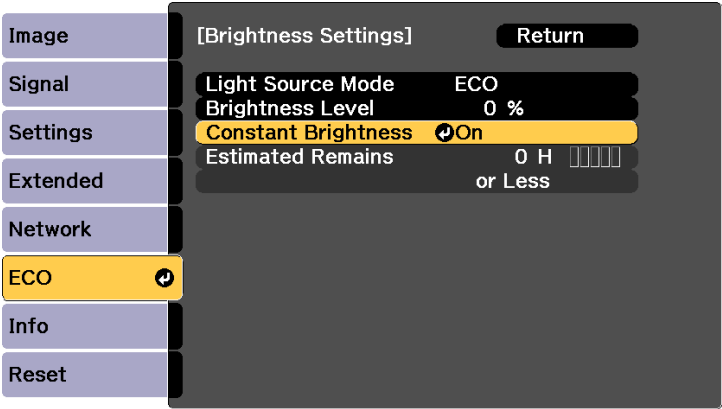 Image
Signal
Settings
Extended
Network
ECO
Info
Reset
[Brightness Settings] Return
Light Source Mode ECO
Brightness Level 0 %
Constant Brightness On
Estimated Remains 0 H
or Less